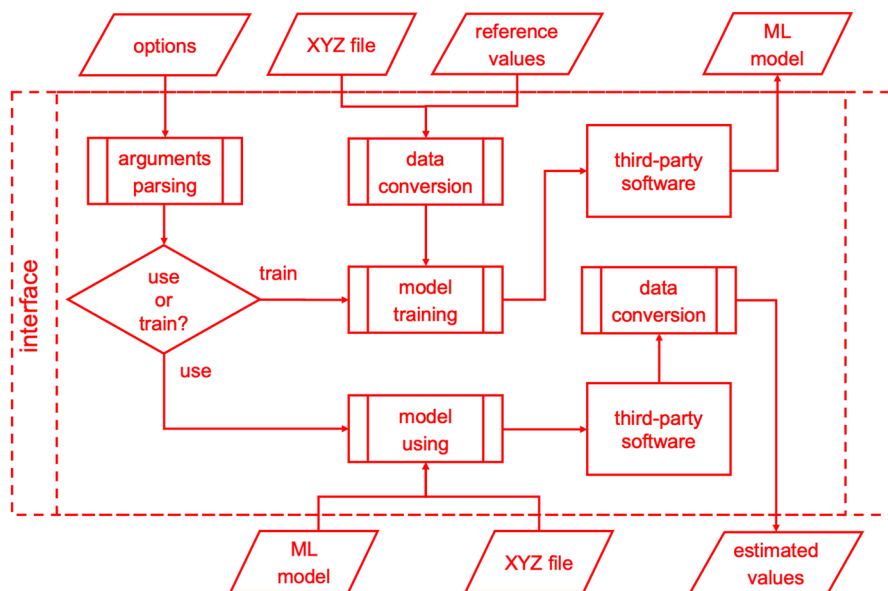 options
XYZ file
reference
values
ML
model
arguments
parsing
data
conversion
third-party
software
interface
use
or
train?
train
model
training
data
conversion
use
model
using
third-party
software
ML
model
XYZ file
estimated
values